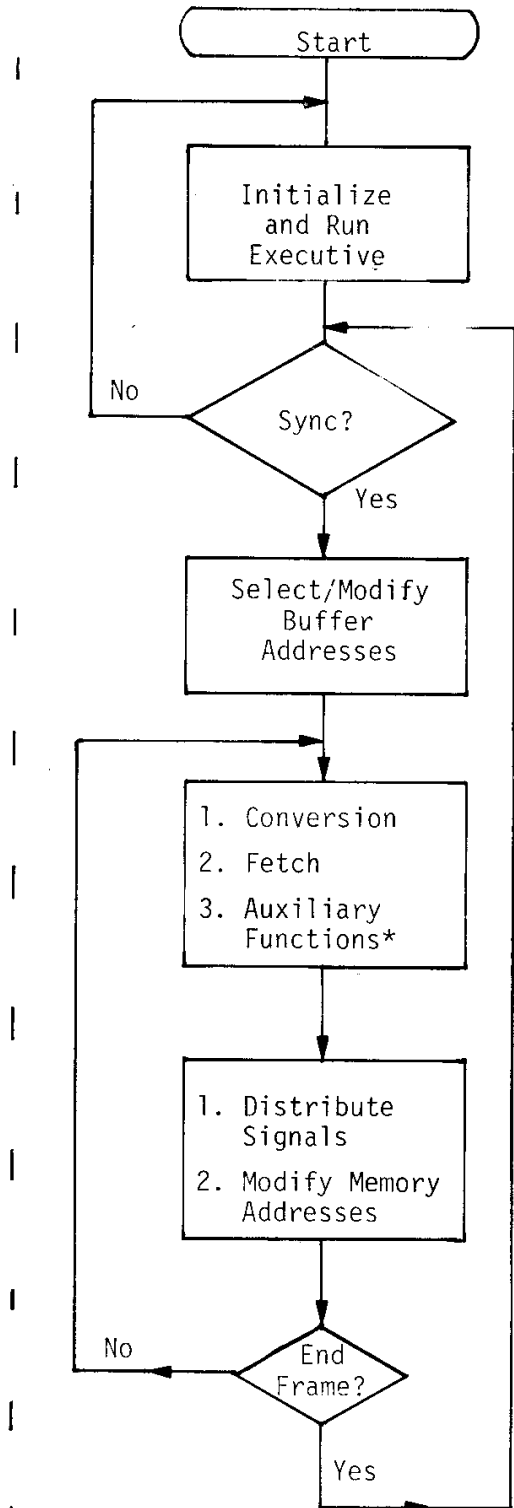 Start
Initialize
and Run
Executive
No
Sync?
Yes
Select/Modify
Buffer
Addresses
1. Conversion
2. Fetch
3. Auxiliary
Functions*
1. Distribute
Signals
2. Modify Memory
Addresses
No
End
Frame?
Yes